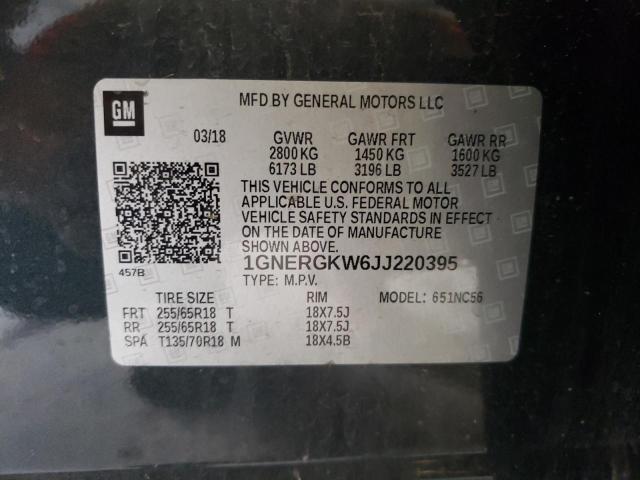 GM
MFD BY GENERAL MOTORS LLC
03/18 GVWR GAWR FRT GAWR RR
2800 KG 1450 KG 1600 KG
6173 LB 3196 LB 3527 LB
THIS VEHICLE CONFORMS TO ALL
APPLICABLE U.S. FEDERAL MOTOR
VEHICLE SAFETY STANDARDS IN EFFECT
ON THE DATE OF MANUFACTURE
SHOWN ABOVE.
1GNERGKW6JJ220395
457B
TYPE: M.P.V.
TIRE SIZE RIM MODEL: 651NC56
FRT 255/65R18 T 18X7.5J
RR 255/65R18 T 18X7.5J
SPA T135/70R18 M 18X4.5B